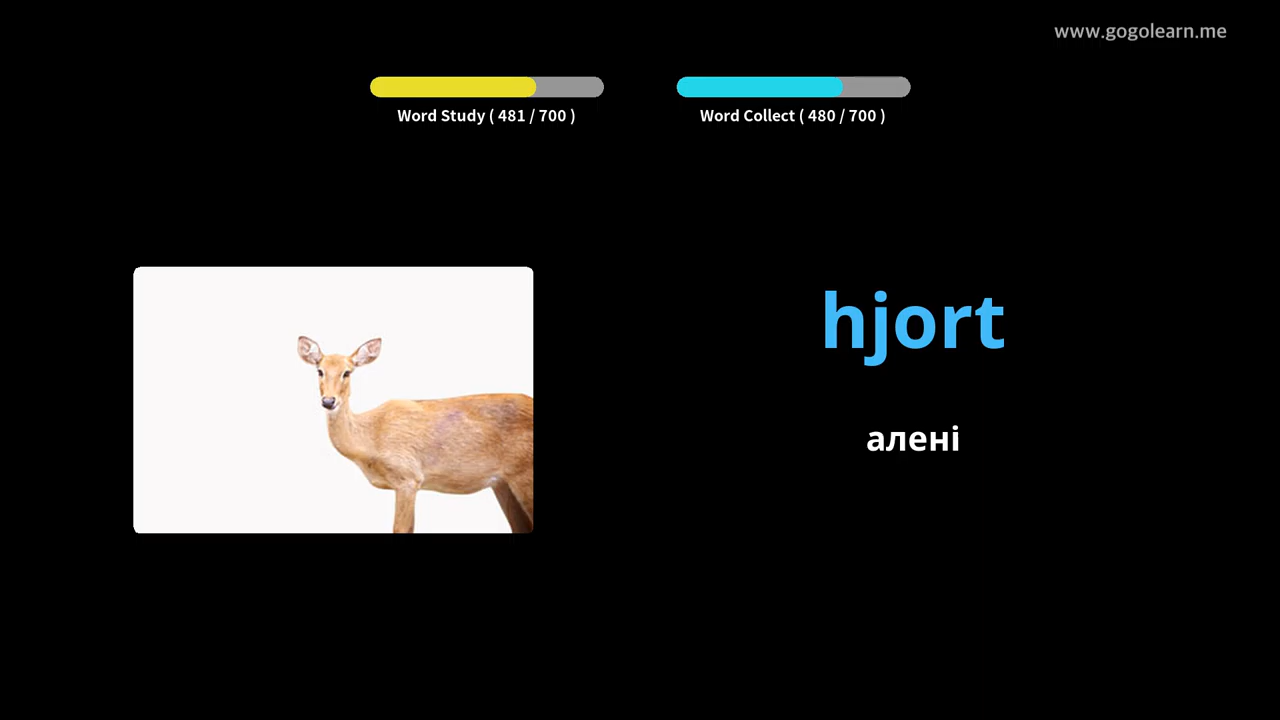 www.gogolearn.me
Word Study ( 481 / 700 )
Word Collect ( 480 / 700 )
hjort
алені